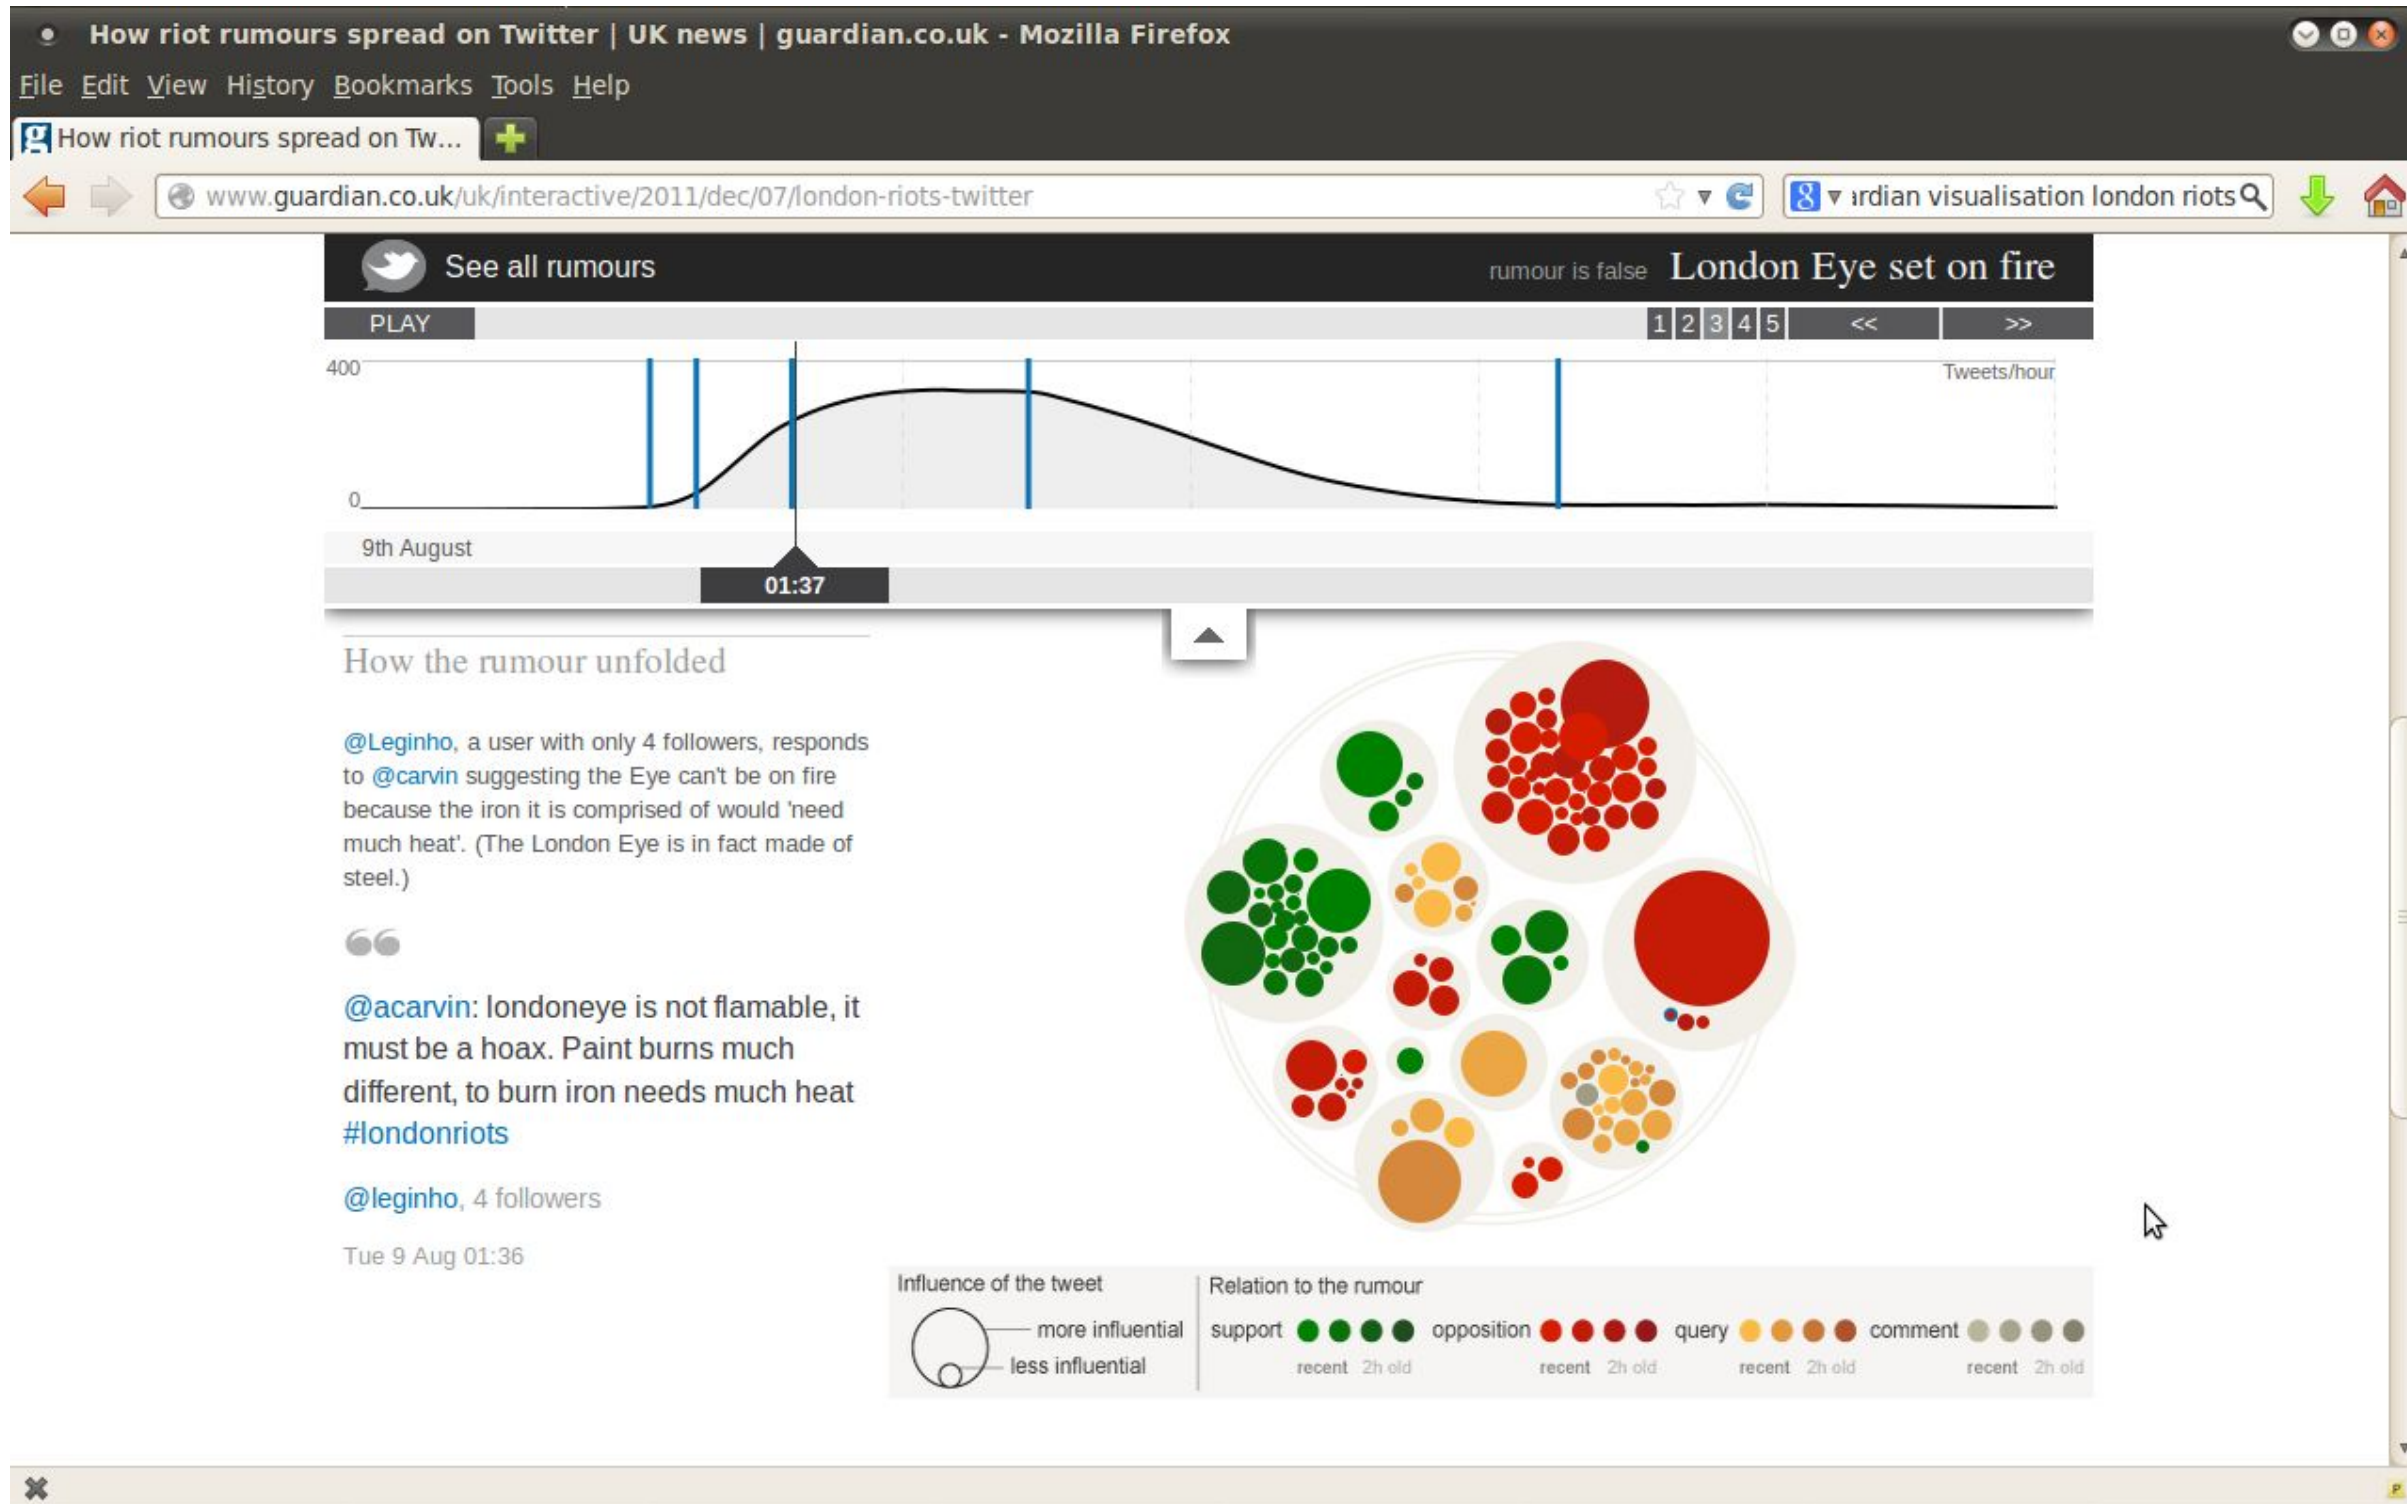 How riot rumours spread on Twitter | UK news | guardian.co.uk - Mozilla Firefox
File Edit View History Bookmarks Tools Help
g How riot rumours spread on Tw...
www.guardian.co.uk/uk/interactive/2011/dec/07/london-riots-twitter
8 ardian visualisation london riots
See all rumours
rumour is false London Eye set on fire
PLAY
1 2 3 4 5 << >>
400
Tweets/hour
0
9th August
01:37
How the rumour unfolded
@Leginho, a user with only 4 followers, responds
to @carvin suggesting the Eye can't be on fire
because the iron it is comprised of would 'need
much heat'. (The London Eye is in fact made of
steel.)
@acarvin: londoneye is not flamable, it
must be a hoax. Paint burns much
different, to burn iron needs much heat
#londonriots
@leginho, 4 followers
Tue 9 Aug 01:36
Influence of the tweet
more influential
less influential
Relation to the rumour
support opposition query comment
recent 2h old recent 2h old recent 2h old recent 2h old